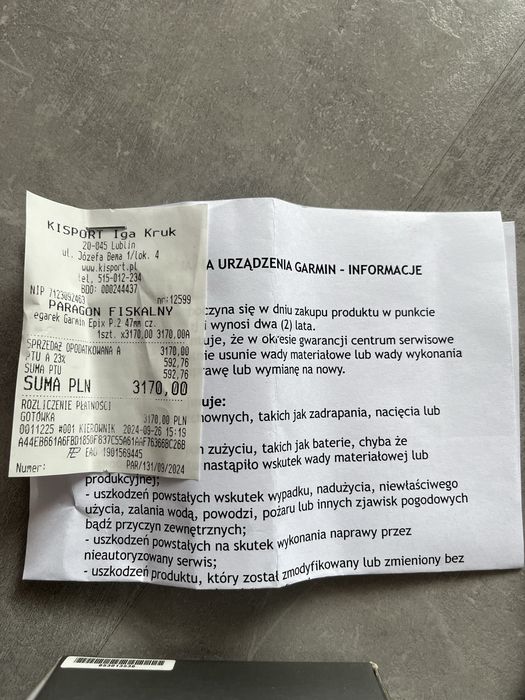 KISPORT Iga Kruk
20-045 Lublin
ul. Józefa Bema 1/lok. 4
www.kisport.pl
tel. 515-012-234
BDO: 000244437
NIP 7123092463 nr:12599
PARAGON FISKALNY
egarek Garmin Epix P.2 47mm cz.
1szt. x3170,00 3170,00A
SPRZEDAŻ OPODATKOWANA A 3170,00
PTU A 23% 592,76
SUMA PTU 592,76
SUMA PLN 3170,00
ROZLICZENIE PŁATNOŚCI
GOTÓWKA 3170,00 PLN
0011225 #001 KIEROWNIK 2024-09-26 15:19
EAU 1901569445
Numer: PAR/131/09/2024
A URZĄDZENIA GARMIN - INFORMACJE
czyna się w dniu zakupu produktu w punkcie
i wynosi dwa (2) lata.
uje, że w okresie gwarancji centrum serwisowe
ie usunie wady materiałowe lub wady wykonania
rawę lub wymianę na nowy.
uje:
nownych, takich jak zadrapania, nacięcia lub
n zużyciu, takich jak baterie, chyba że
nastąpiło wskutek wady materiałowej lub
produkcyjnej;
- uszkodzeń powstałych wskutek wypadku, nadużycia, niewłaściwego
użycia, zalania wodą, powodzi, pożaru lub innych zjawisk pogodowych
bądź przyczyn zewnętrznych;
- uszkodzeń powstałych na skutek wykonania naprawy przez
nieautoryzowany serwis;
- uszkodzeń produktu, który został zmodyfikowany lub zmieniony bez